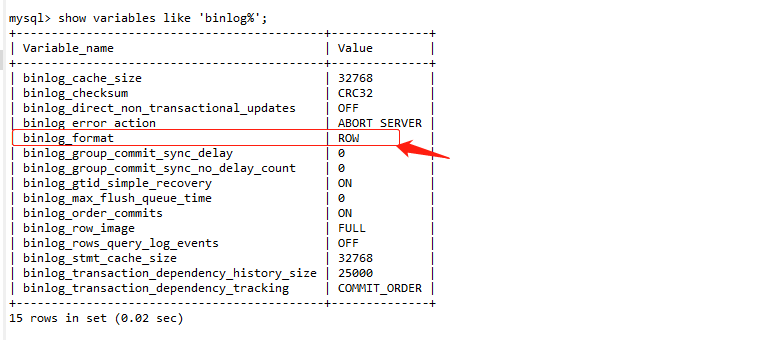 mysql> show variables like 'binlog%';
+--------------------------------------------+--------------+
| Variable_name | Value |
+--------------------------------------------+--------------+
| binlog_cache_size | 32768 |
| binlog_checksum | CRC32 |
| binlog_direct_non_transactional_updates | OFF |
| binlog_error_action | ABORT_SERVER |
| binlog_format | ROW |
| binlog_group_commit_sync_delay | 0 |
| binlog_group_commit_sync_no_delay_count | 0 |
| binlog_gtid_simple_recovery | ON |
| binlog_max_flush_queue_time | 0 |
| binlog_order_commits | ON |
| binlog_row_image | FULL |
| binlog_rows_query_log_events | OFF |
| binlog_stmt_cache_size | 32768 |
| binlog_transaction_dependency_history_size | 25000 |
| binlog_transaction_dependency_tracking | COMMIT_ORDER |
+--------------------------------------------+--------------+
15 rows in set (0.02 sec)